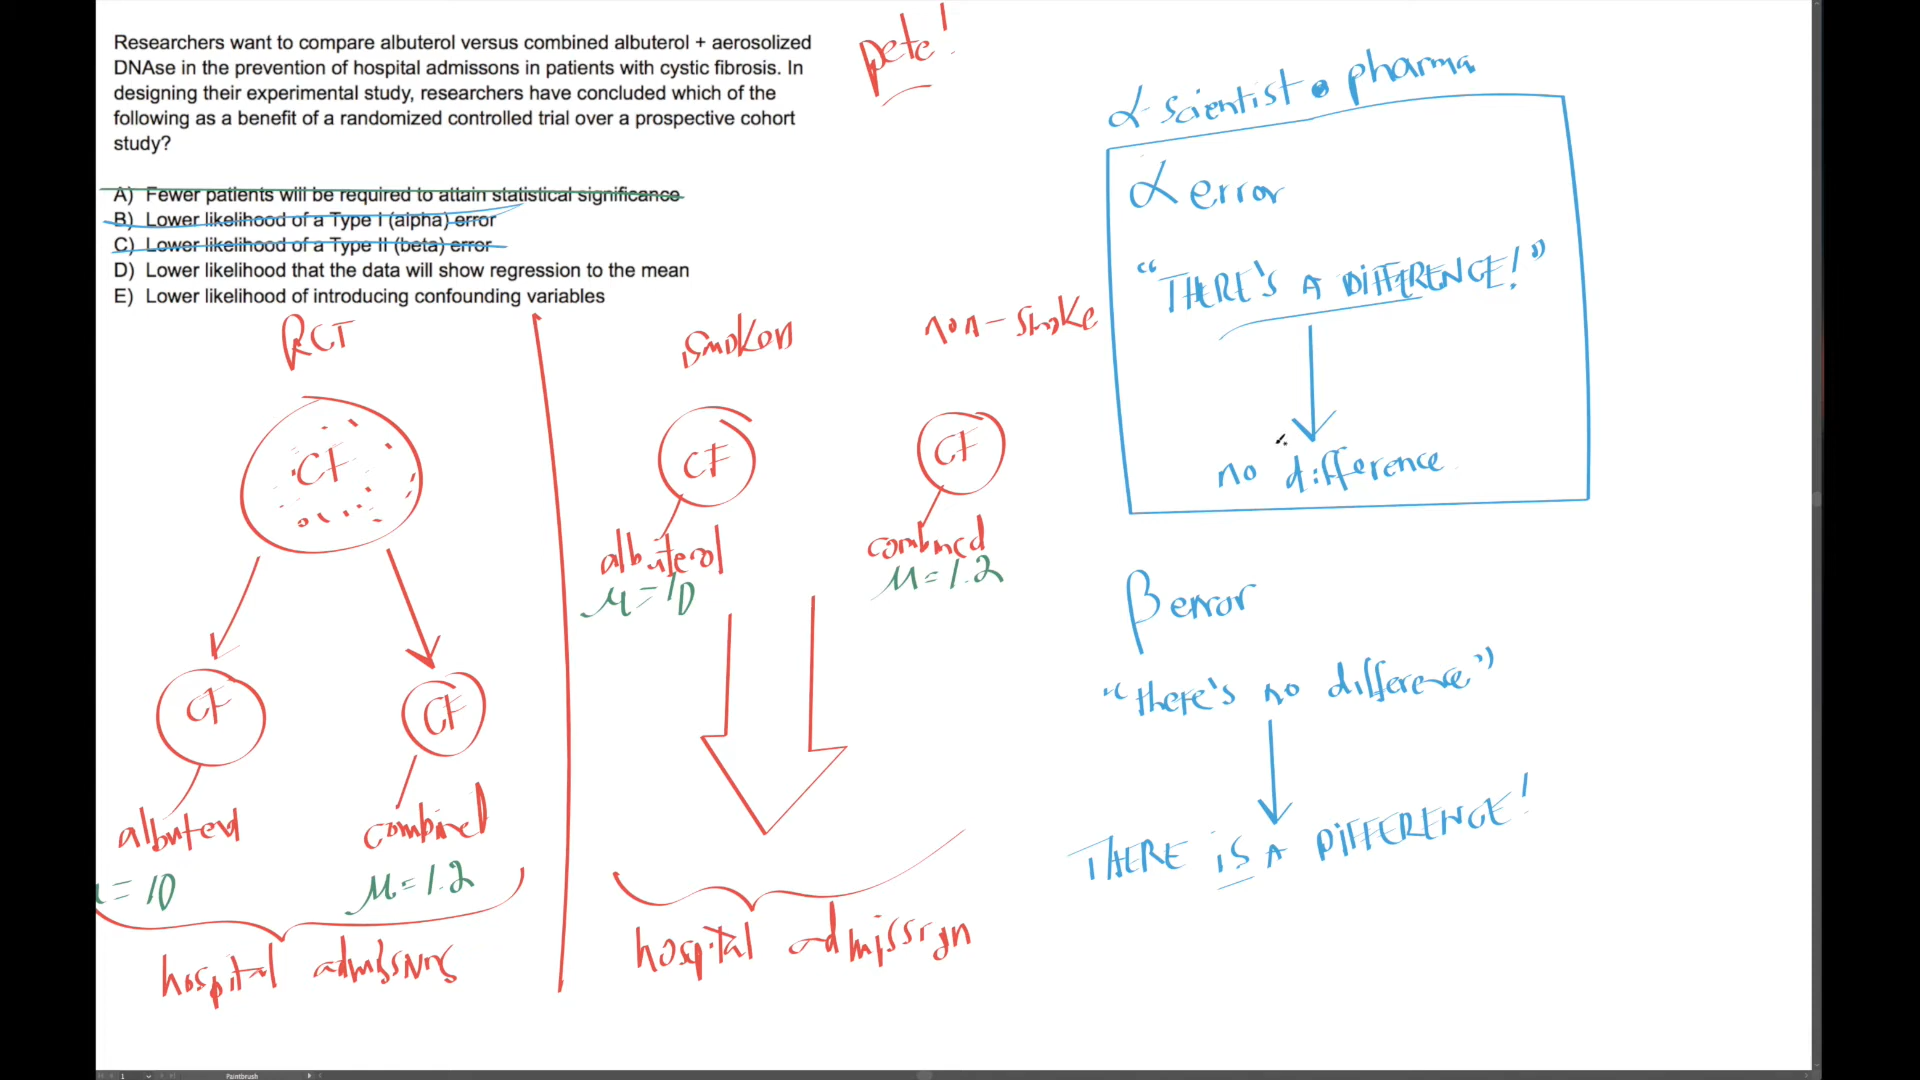 Researchers want to compare albuterol versus combined albuterol + aerosolized
DNAse in the prevention of hospital admissons in patients with cystic fibrosis. In
designing their experimental study, researchers have concluded which of the
following as a benefit of a randomized controlled trial over a prospective cohort
study?
A) Fewer patients will be required to attain statistical significance
B) Lower likelihood of a Type I (alpha) error
C) Lower likelihood of a Type II (beta) error
D) Lower likelihood that the data will show regression to the mean
E) Lower likelihood of introducing confounding variables
pete!
RCT
CF
CF
CF
albuterol
combined
= 10
μ = 1.2
hospital admissions
smokers
non-smoke
CF
CF
albuterol
combined
μ = 10
μ = 1.2
hospital admission
α scientist pharma
α error
“THERE'S A DIFFERENCE!”
no difference
β error
“there's no difference”
THERE IS A DIFFERENCE!
1
Paintbrush